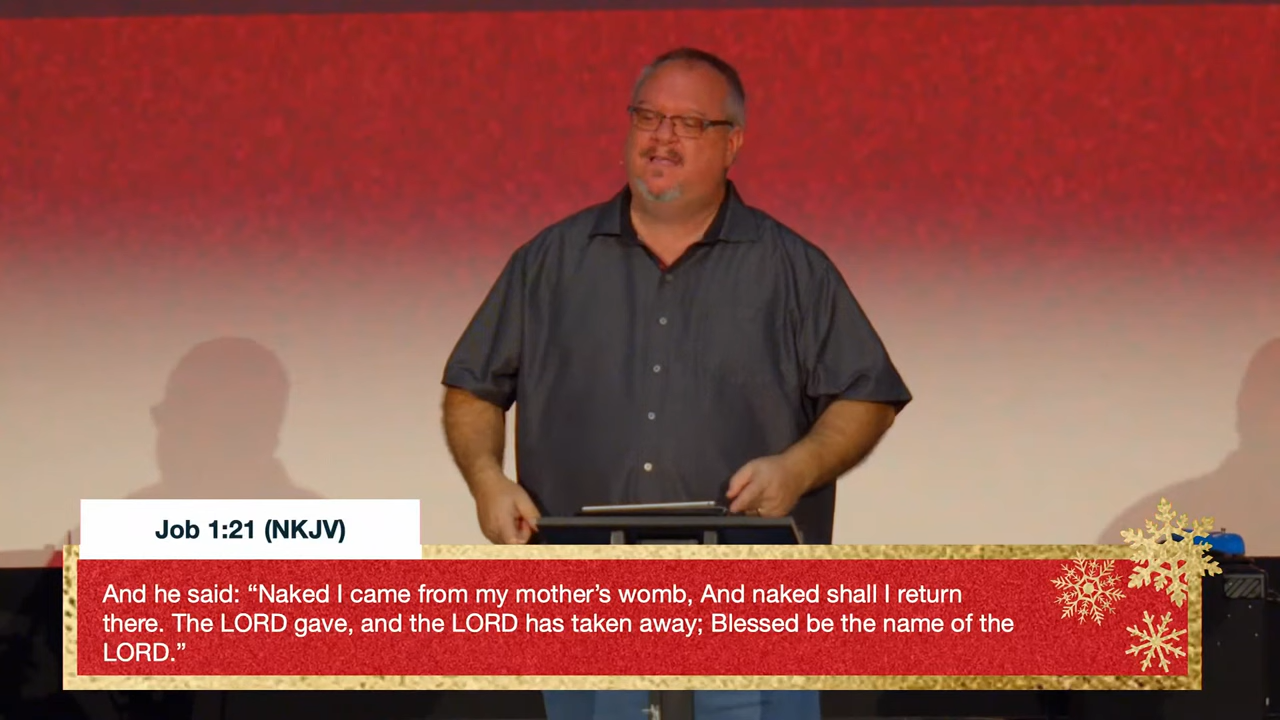 Job 1:21 (NKJV)
And he said: “Naked I came from my mother’s womb, And naked shall I return
there. The LORD gave, and the LORD has taken away; Blessed be the name of the
LORD.”